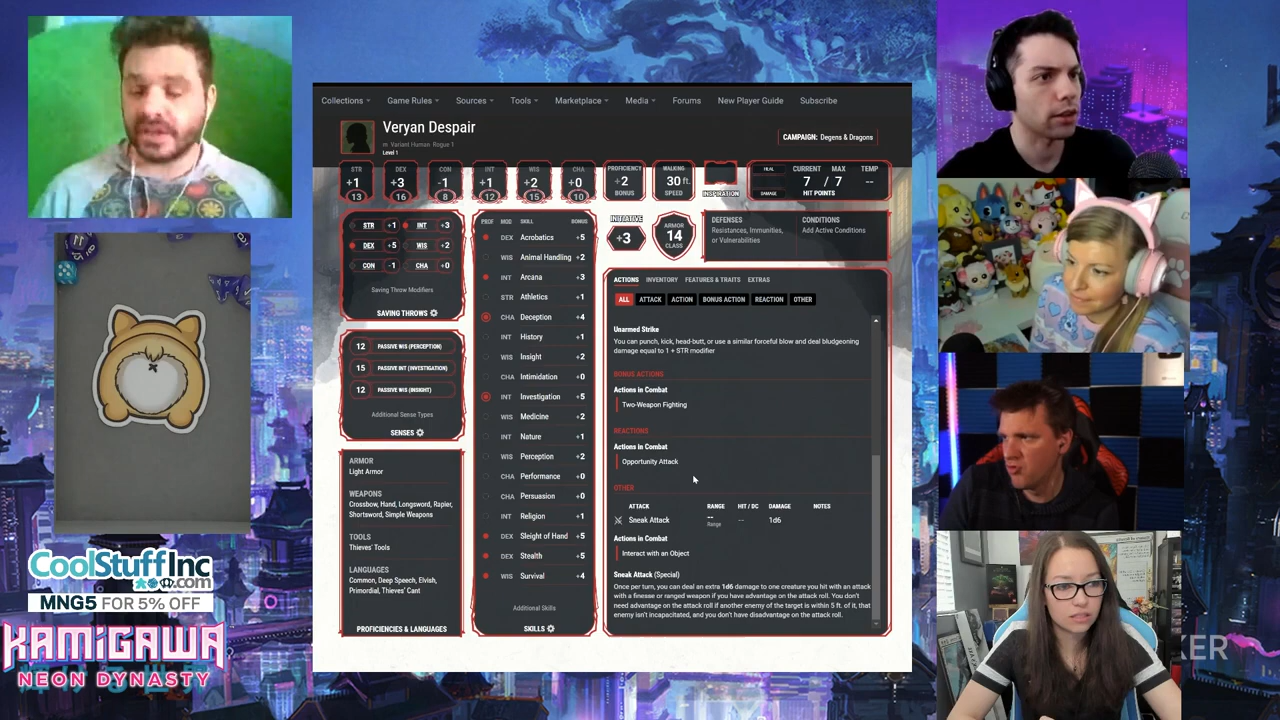 Collections Game Rules Sources Tools Marketplace Media Forums New Player Guide Subscribe
Veryan Despair
m Variant Human Rogue 1
Level 1
CAMPAIGN: Degens & Dragons
STR
+1
13
DEX
+3
16
CON
-1
8
INT
+1
12
WIS
+2
15
CHA
+0
10
PROFICIENCY
+2
BONUS
WALKING
30 ft.
SPEED
INSPIRATION
HEAL
DAMAGE
CURRENT MAX TEMP
7 / 7 --
HIT POINTS
STR +1 INT +3
DEX +5 WIS +2
CON -1 CHA +0
Saving Throw Modifiers
SAVING THROWS
12 PASSIVE WIS (PERCEPTION)
15 PASSIVE INT (INVESTIGATION)
12 PASSIVE WIS (INSIGHT)
Additional Sense Types
SENSES
ARMOR
Light Armor
WEAPONS
Crossbow, Hand, Longsword, Rapier,
Shortsword, Simple Weapons
TOOLS
Thieves' Tools
LANGUAGES
Common, Deep Speech, Elvish,
Primordial, Thieves' Cant
PROFICIENCIES & LANGUAGES
PROF MOD SKILL BONUS
DEX Acrobatics +5
WIS Animal Handling +2
INT Arcana +3
STR Athletics +1
CHA Deception +4
INT History +1
WIS Insight +2
CHA Intimidation +0
INT Investigation +5
WIS Medicine +2
INT Nature +1
WIS Perception +2
CHA Performance +0
CHA Persuasion +0
INT Religion +1
DEX Sleight of Hand +5
DEX Stealth +5
WIS Survival +4
Additional Skills
SKILLS
INITIATIVE
+3
ARMOR
14
CLASS
DEFENSES
Resistances, Immunities,
or Vulnerabilities
CONDITIONS
Add Active Conditions
ACTIONS INVENTORY FEATURES & TRAITS EXTRAS
ALL ATTACK ACTION BONUS ACTION REACTION OTHER
Unarmed Strike
You can punch, kick, head-butt, or use a similar forceful blow and deal bludgeoning
damage equal to 1 + STR modifier
BONUS ACTIONS
Actions in Combat
Two-Weapon Fighting
REACTIONS
Actions in Combat
Opportunity Attack
OTHER
ATTACK RANGE HIT / DC DAMAGE NOTES
Sneak Attack -- -- 1d6
Range
Actions in Combat
Interact with an Object
Sneak Attack (Special)
Once per turn, you can deal an extra 1d6 damage to one creature you hit with an attack
with a finesse or ranged weapon if you have advantage on the attack roll. You don't
need advantage on the attack roll if another enemy of the target is within 5 ft. of it, that
enemy isn't incapacitated, and you don't have disadvantage on the attack roll.
CoolStuffInc
.com
MNG5 FOR 5% OFF
KAMIGAWA
NEON DYNASTY
KER